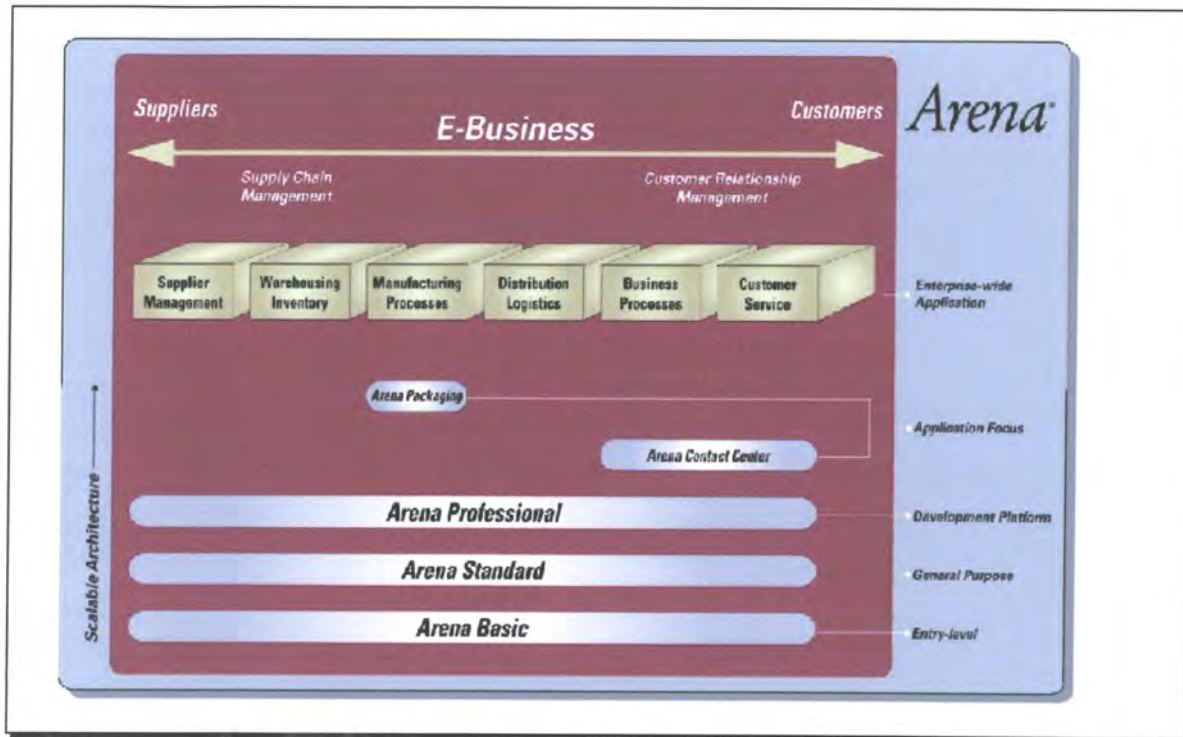 Suppliers
E-Business
Customers
Arena®
Supply Chain
Management
Customer Relationship
Management
Supplier
Management
Warehousing
Inventory
Manufacturing
Processes
Distribution
Logistics
Business
Processes
Customer
Service
Enterprise-wide
Application
Arena Packaging
Application Focus
Arena Contact Center
Scalable Architecture
Arena Professional
Development Platform
Arena Standard
General Purpose
Arena Basic
Entry-level